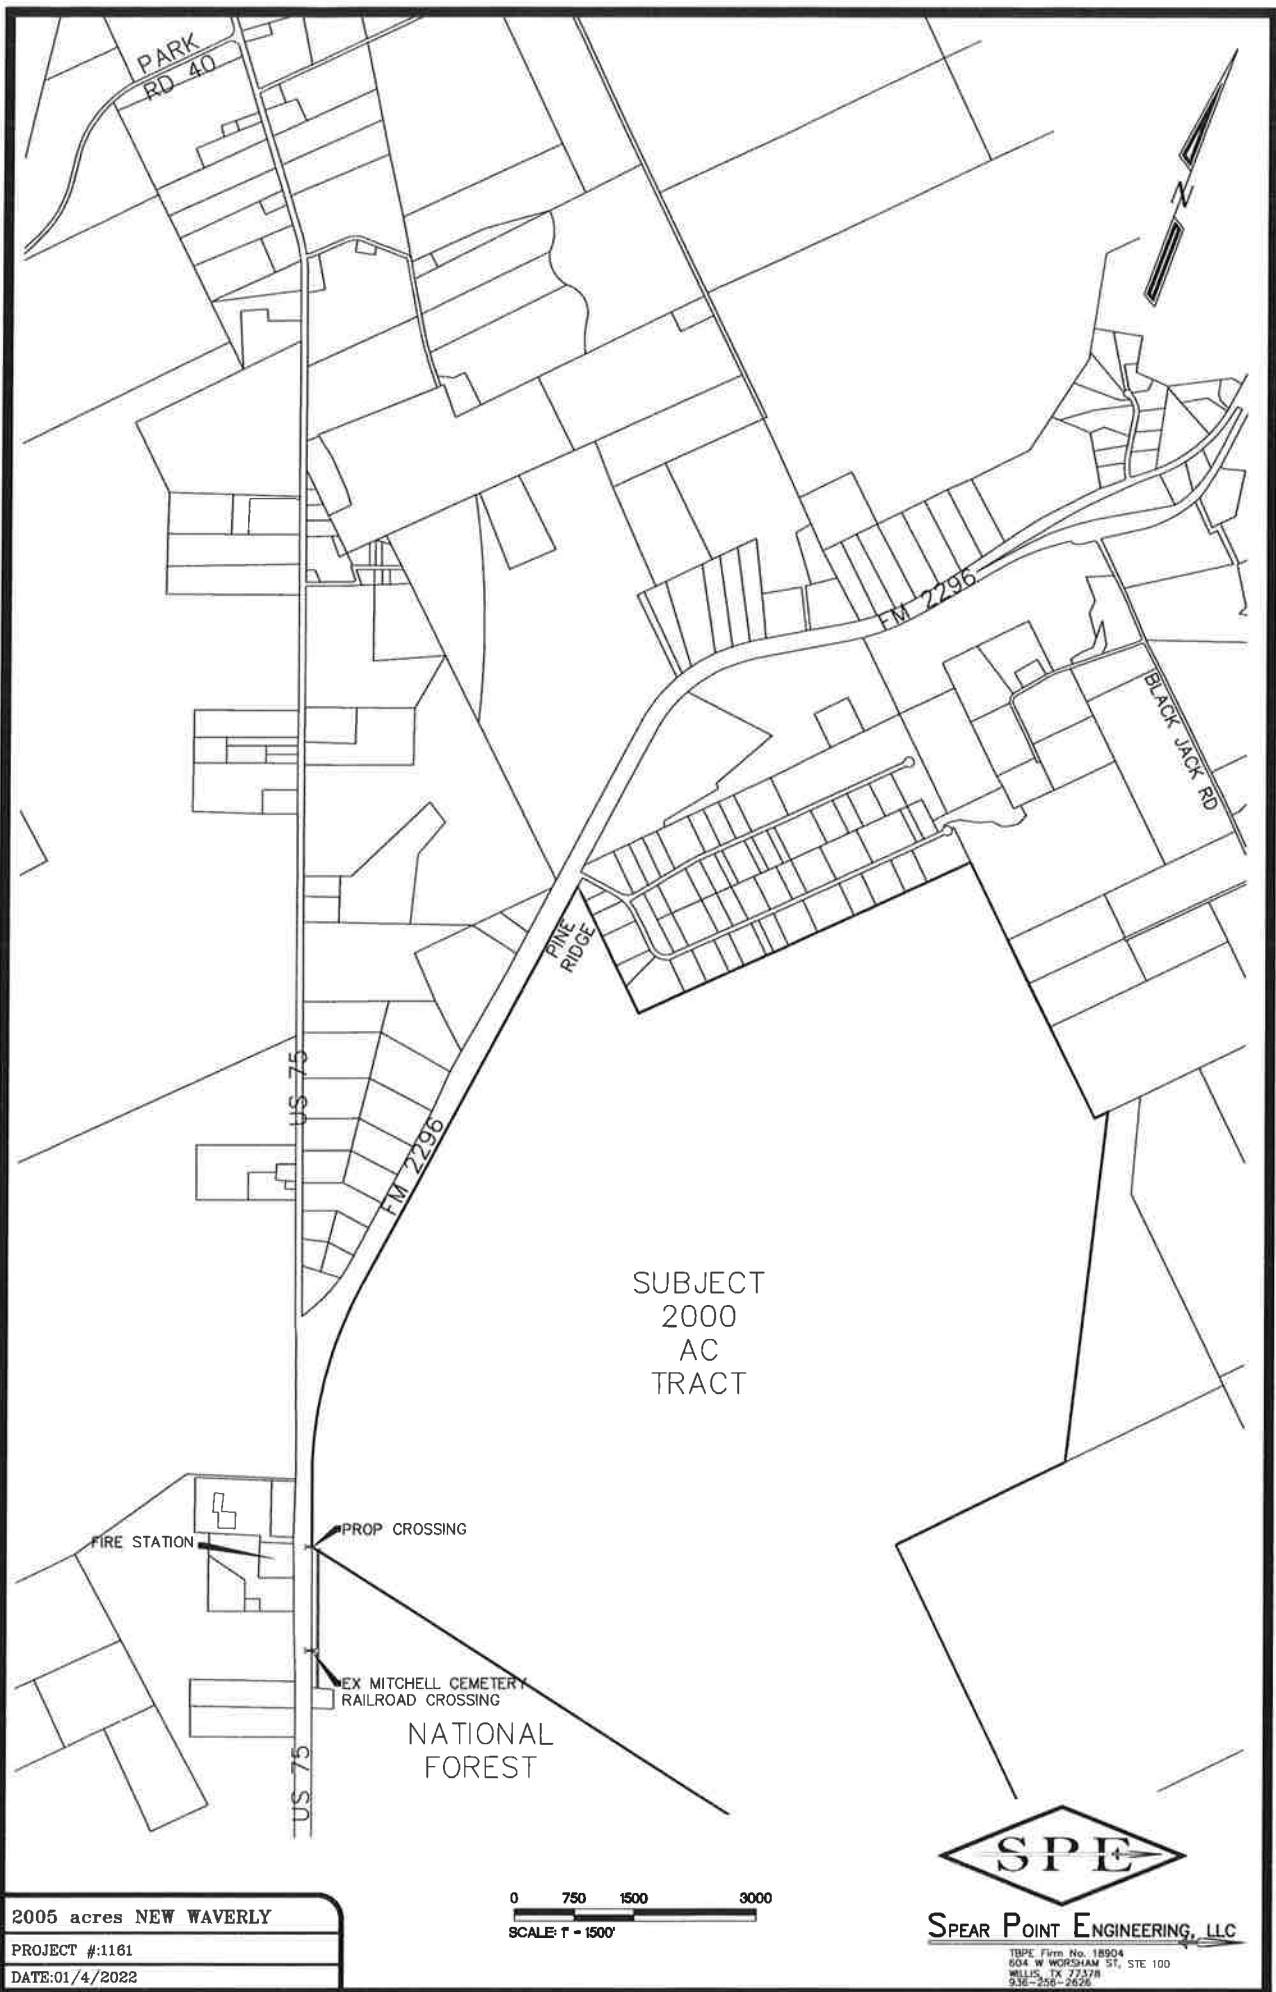 PARK
RD 40
N
FM 2296
BLACK JACK RD
PINE
RIDGE
US 75
FM 2296
SUBJECT
2000
AC
TRACT
PROP CROSSING
FIRE STATION
EX MITCHELL CEMETERY
RAILROAD CROSSING
NATIONAL
FOREST
US 75
SPE
SPEAR POINT ENGINEERING, LLC
TBPE Firm No. 18904
604 W WORSHAM ST, STE 100
WILLIS, TX 77378
936-256-2626
0 750 1500 3000
SCALE: 1" = 1500'
2005 acres NEW WAVERLY
PROJECT #:1161
DATE:01/4/2022